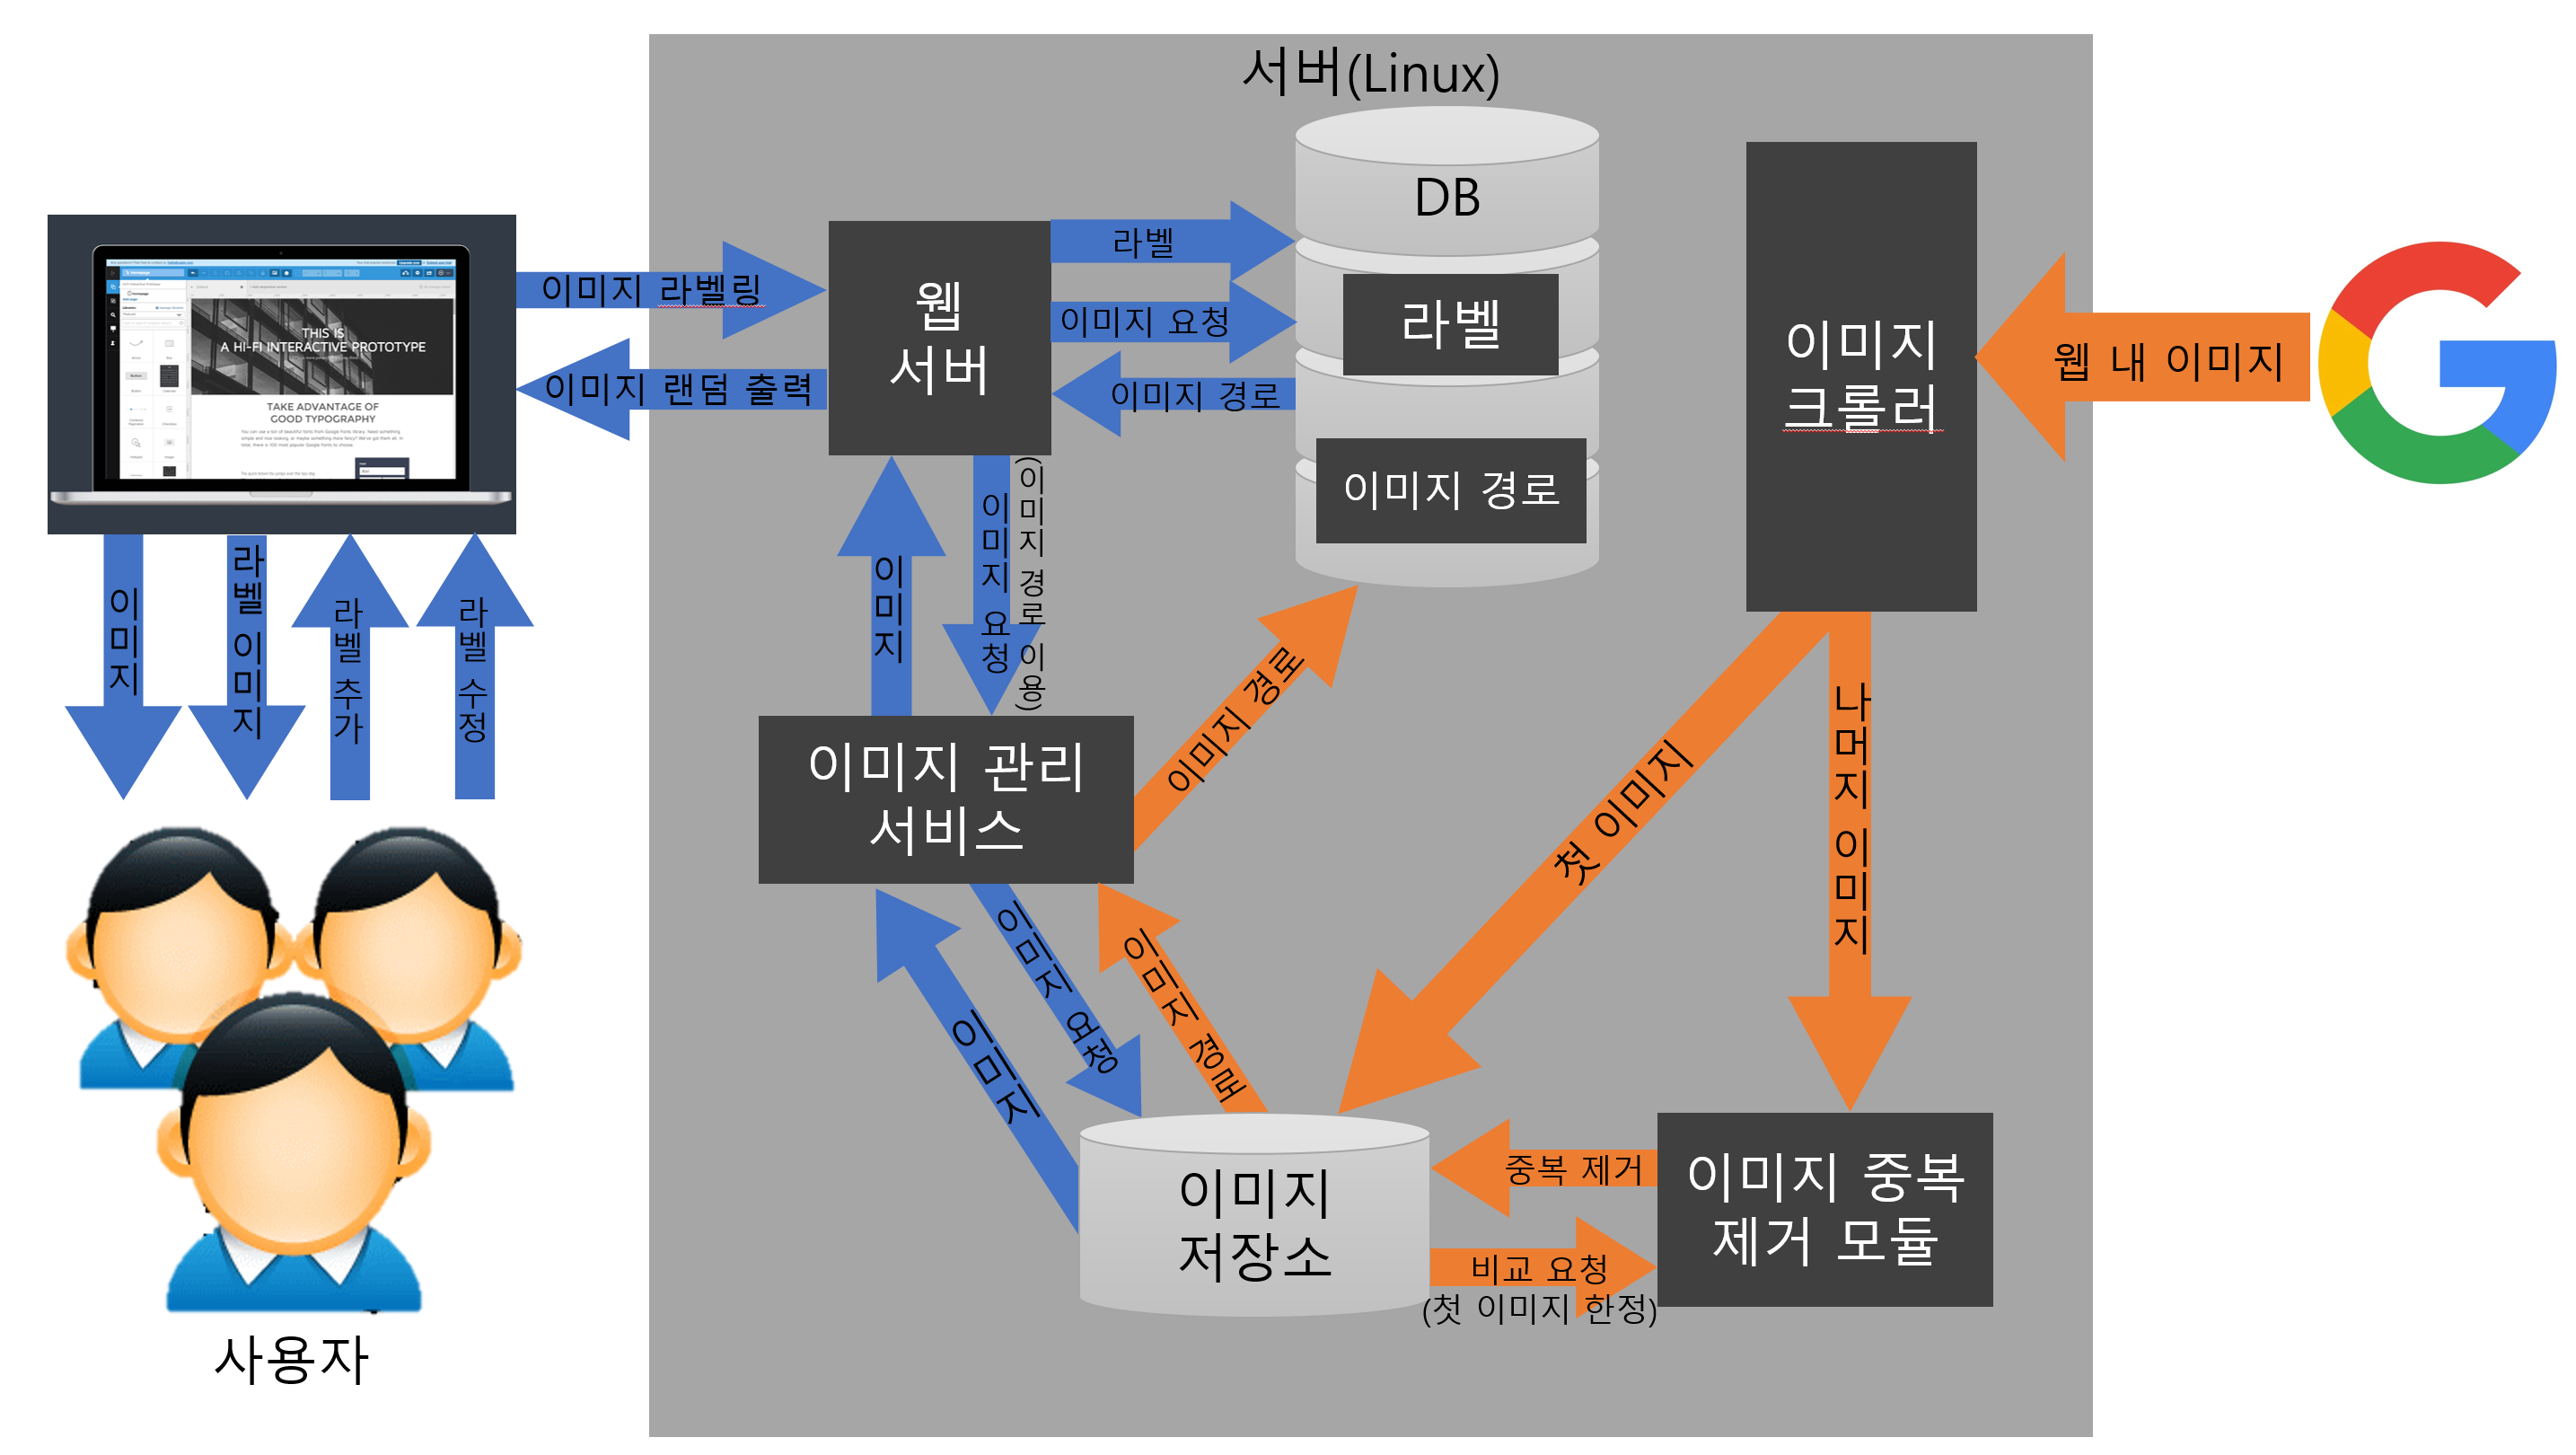 서버(Linux)
DB
라벨
이미지 경로
웹
서버
이미지
크롤러
웹 내 이미지
이미지 라벨링
이미지 랜덤 출력
라벨
이미지 요청
이미지 경로
THIS IS
A HI-FI INTERACTIVE PROTOTYPE
TAKE ADVANTAGE OF
GOOD TYPOGRAPHY
이미지
라벨 이미지
라벨 추가
라벨 수정
이미지
이미지 요청
(이미지 경로 이용)
이미지 관리
서비스
이미지 경로
첫 이미지
나머지 이미지
이미지
이미지 요청
이미지 경로
이미지
저장소
중복 제거
비교 요청
(첫 이미지 한정)
이미지 중복
제거 모듈
사용자